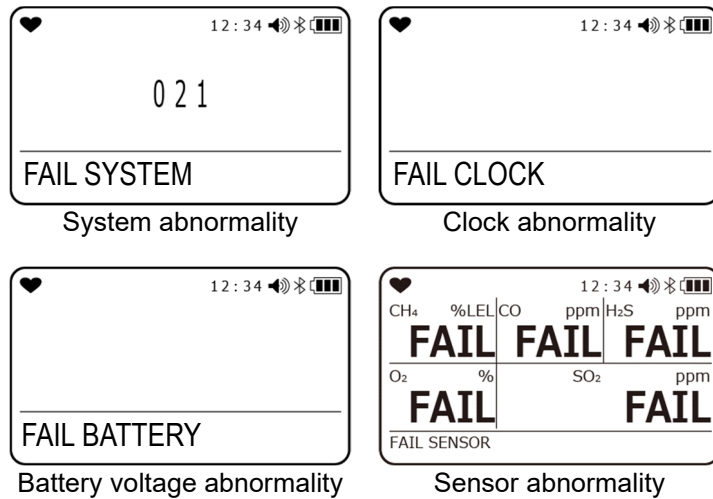 12:34
021
FAIL SYSTEM
System abnormality
12:34
FAIL CLOCK
Clock abnormality
12:34
FAIL BATTERY
Battery voltage abnormality
12:34
CH₄ %LEL CO ppm H₂S ppm
FAIL FAIL FAIL
O₂ % SO₂ ppm
FAIL FAIL
FAIL SENSOR
Sensor abnormality